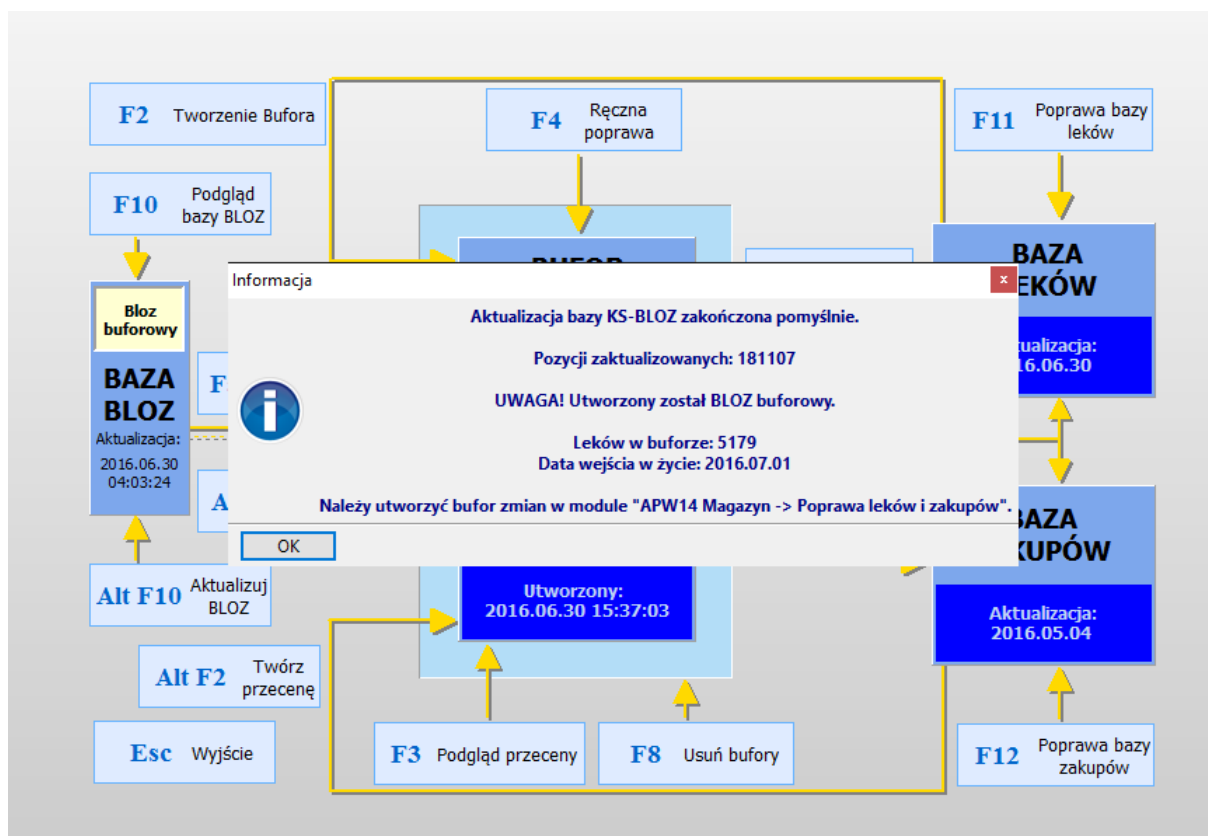 F2 Tworzenie Bufora
F4 Ręczna
poprawa
F11 Poprawa bazy
leków
F10 Podgląd
bazy BLOZ
BAZA
Informacja
x
Bloz
buforowy
Aktualizacja bazy KS-BLOZ zakończona pomyślnie.
Pozycji zaktualizowanych: 181107
UWAGA! Utworzony został BLOZ buforowy.
Leków w buforze: 5179
Data wejścia w życie: 2016.07.01
Należy utworzyć bufor zmian w module "APW14 Magazyn -> Poprawa leków i zakupów".
OK
BAZA
BLOZ
Aktualizacja:
2016.06.30
04:03:24
Alt F10 Aktualizuj
BLOZ
Utworzony:
2016.06.30 15:37:03
Aktualizacja:
2016.05.04
Alt F2 Twórz
przecenę
Esc Wyjście
F3 Podgląd przeceny
F8 Usuń bufory
F12 Poprawa bazy
zakupów